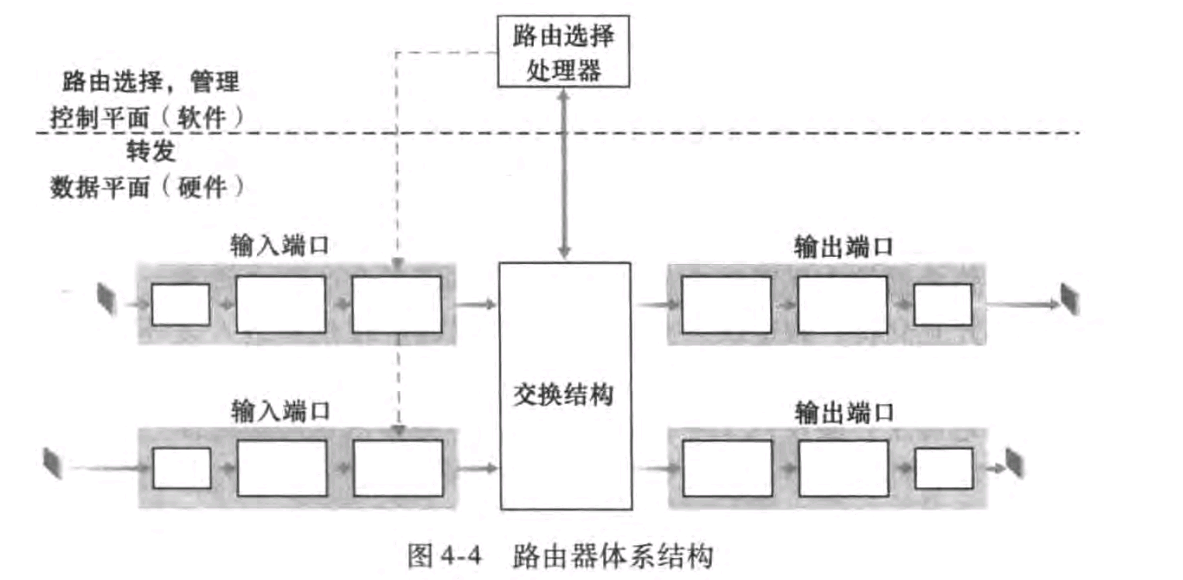 路由选择
处理器
路由选择，管理
控制平面（软件）
转发
数据平面（硬件）
输入端口
输出端口
交换结构
输入端口
输出端口
图 4-4 路由器体系结构